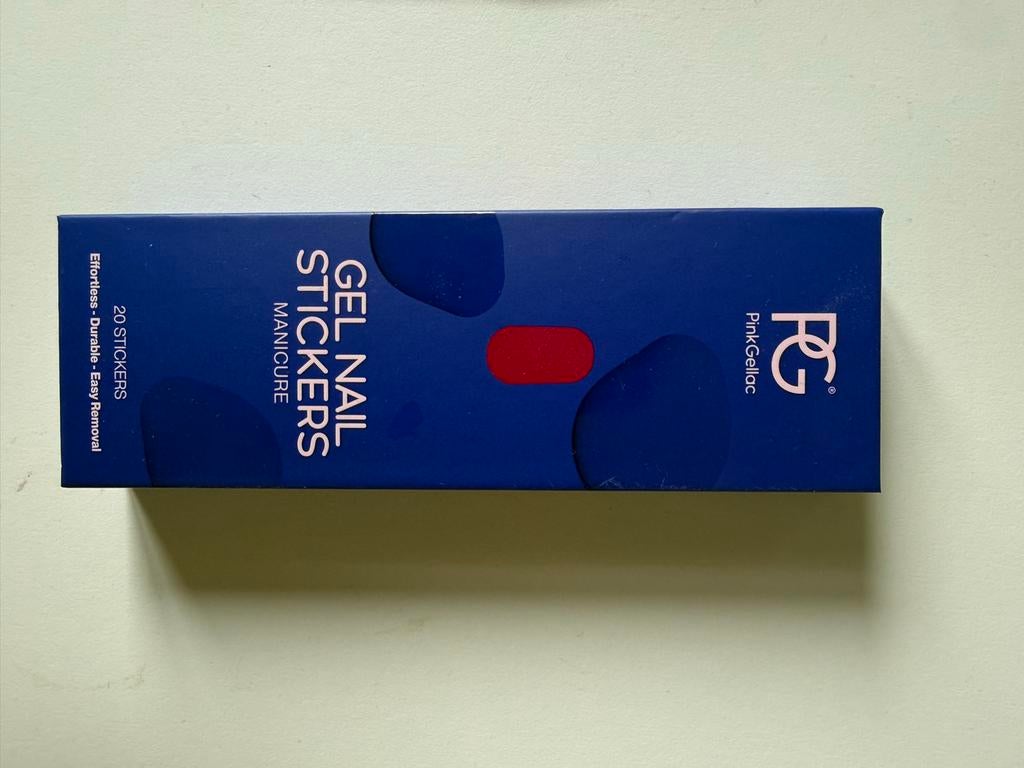 PG®
PinkGellac
GEL NAIL
STICKERS
MANICURE
20 STICKERS
Effortless - Durable - Easy Removal